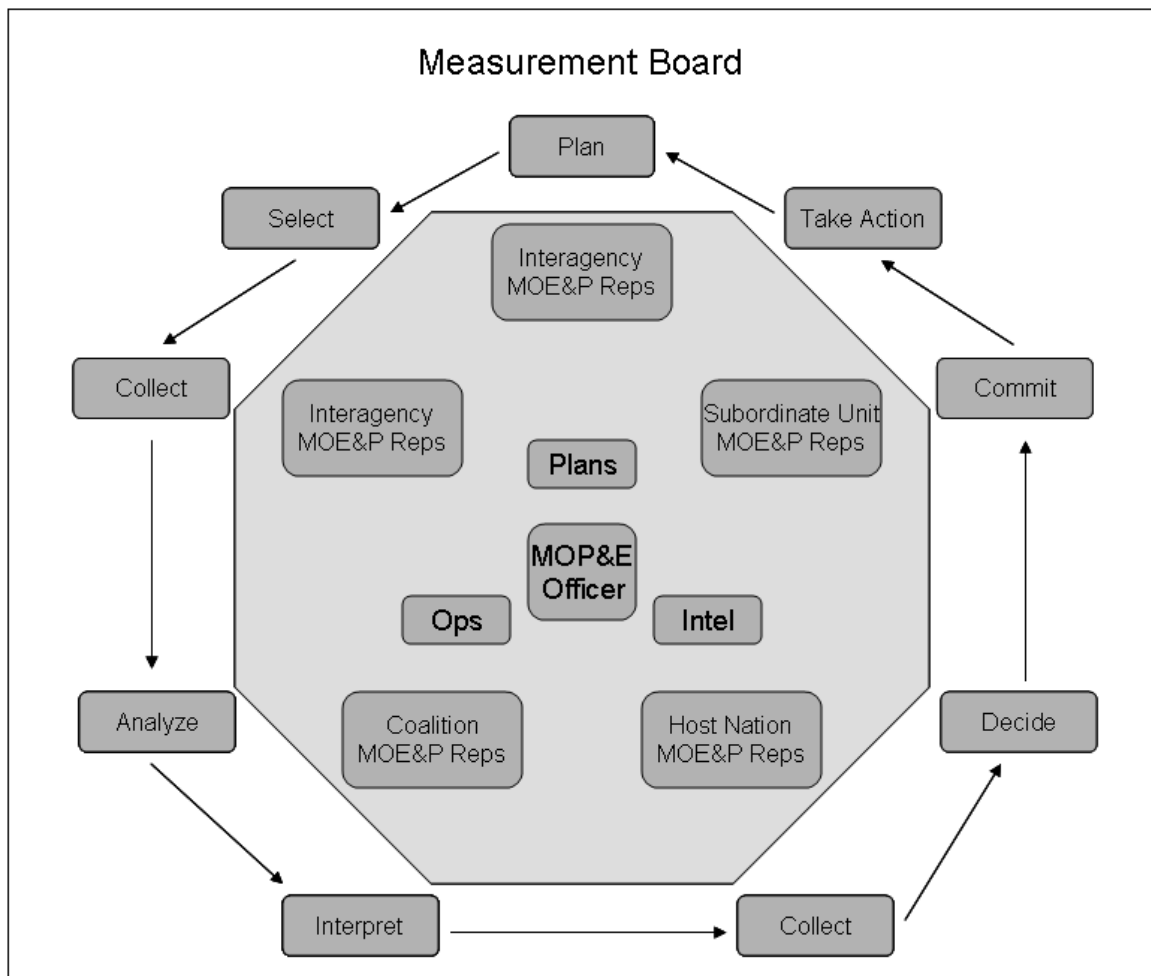 Measurement Board
Plan
Select
Take Action
Interagency
MOE&P Reps
Collect
Interagency
MOE&P Reps
Subordinate Unit
MOE&P Reps
Commit
Plans
MOP&E
Officer
Ops
Intel
Analyze
Coalition
MOE&P Reps
Host Nation
MOE&P Reps
Decide
Interpret
Collect